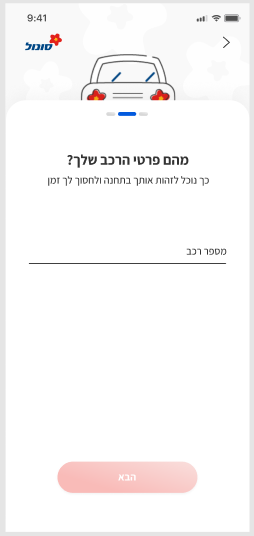 9:41
סונול
מהם פרטי הרכב שלך?
כך נוכל לזהות אותך בתחנה ולחסוך לך זמן
מספר רכב
הבא